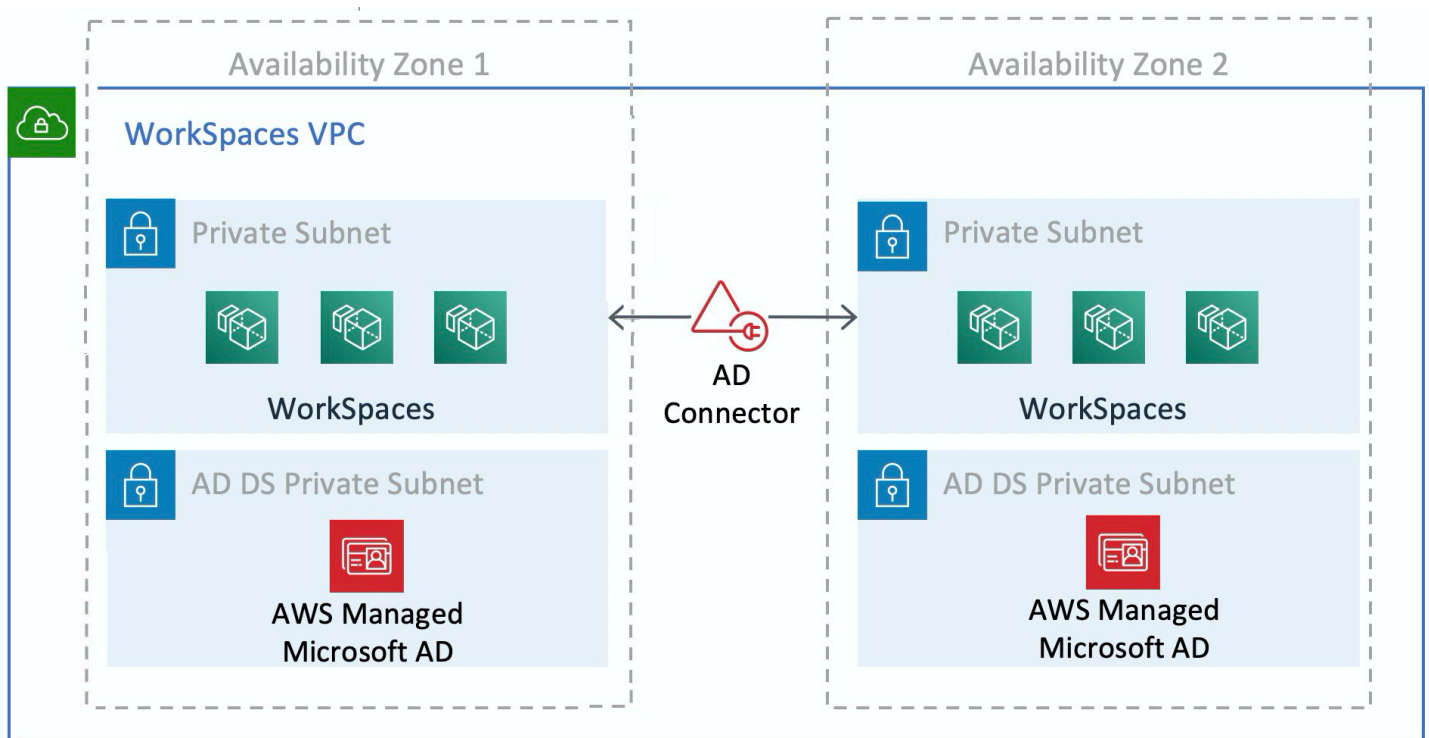 Availability Zone 1
Availability Zone 2
WorkSpaces VPC
Private Subnet
Private Subnet
WorkSpaces
AD
Connector
WorkSpaces
AD DS Private Subnet
AD DS Private Subnet
AWS Managed
Microsoft AD
AWS Managed
Microsoft AD